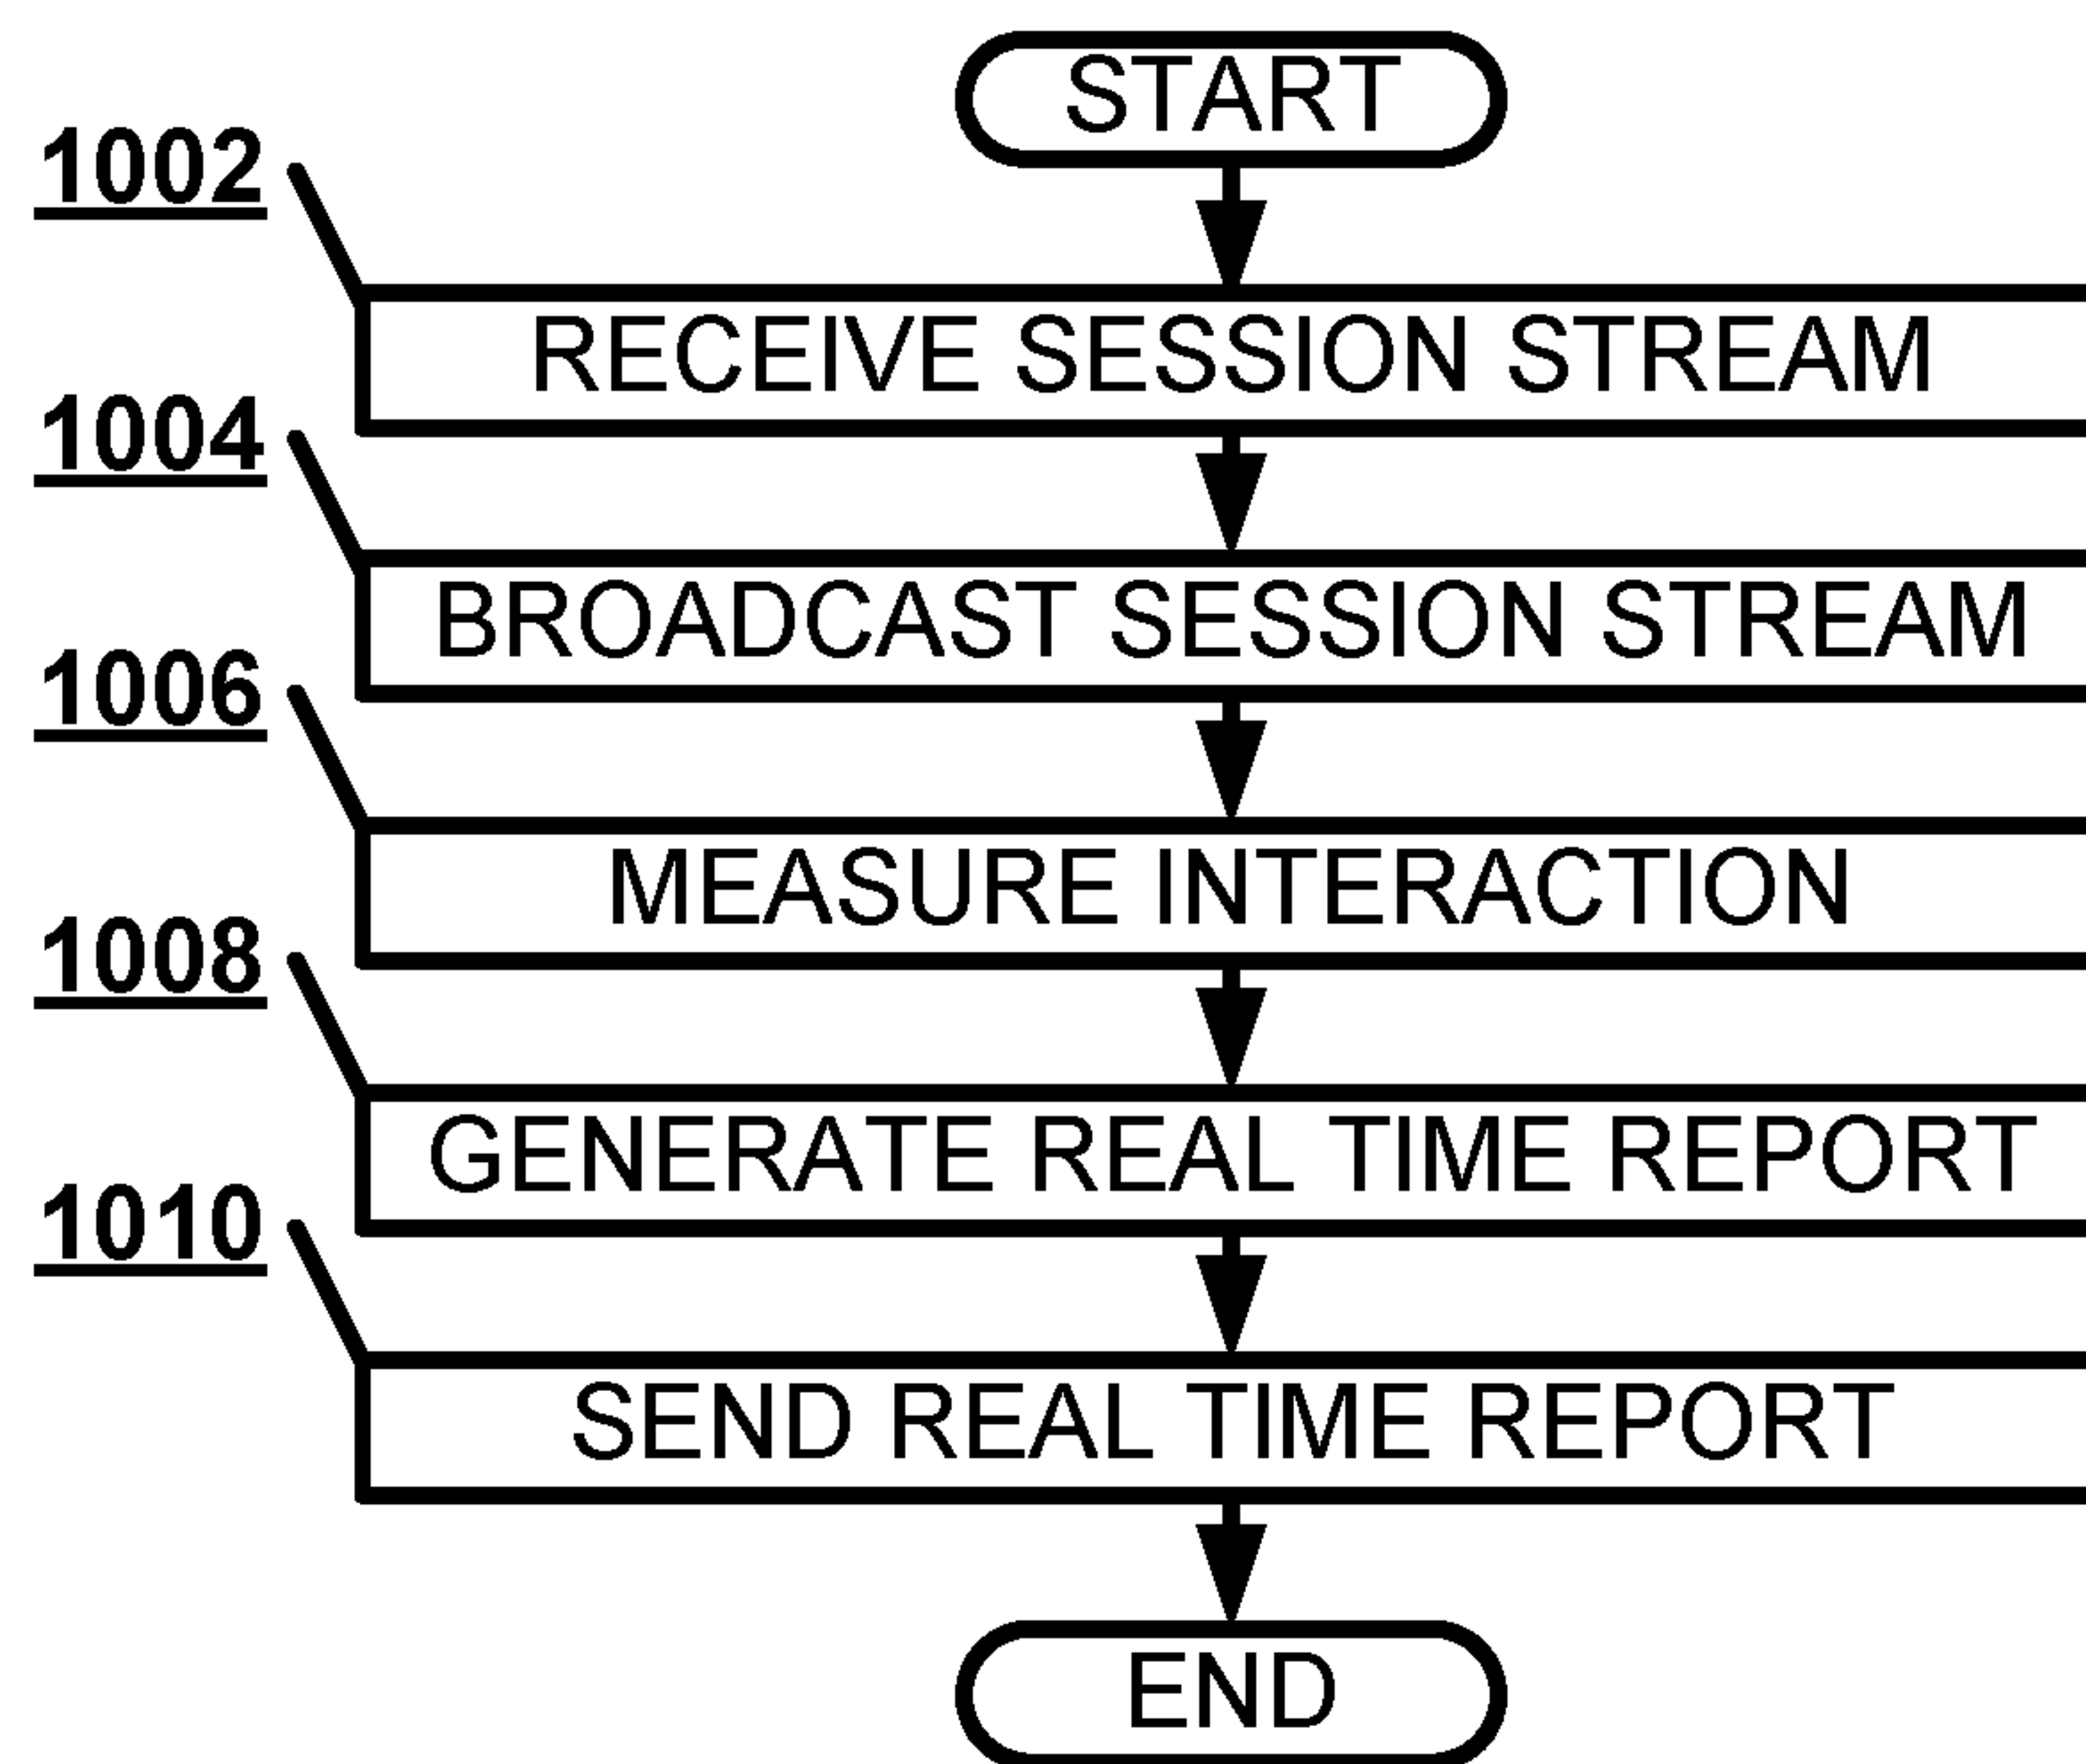 START
1002
RECEIVE SESSION STREAM
1004
BROADCAST SESSION STREAM
1006
MEASURE INTERACTION
1008
GENERATE REAL TIME REPORT
1010
SEND REAL TIME REPORT
END